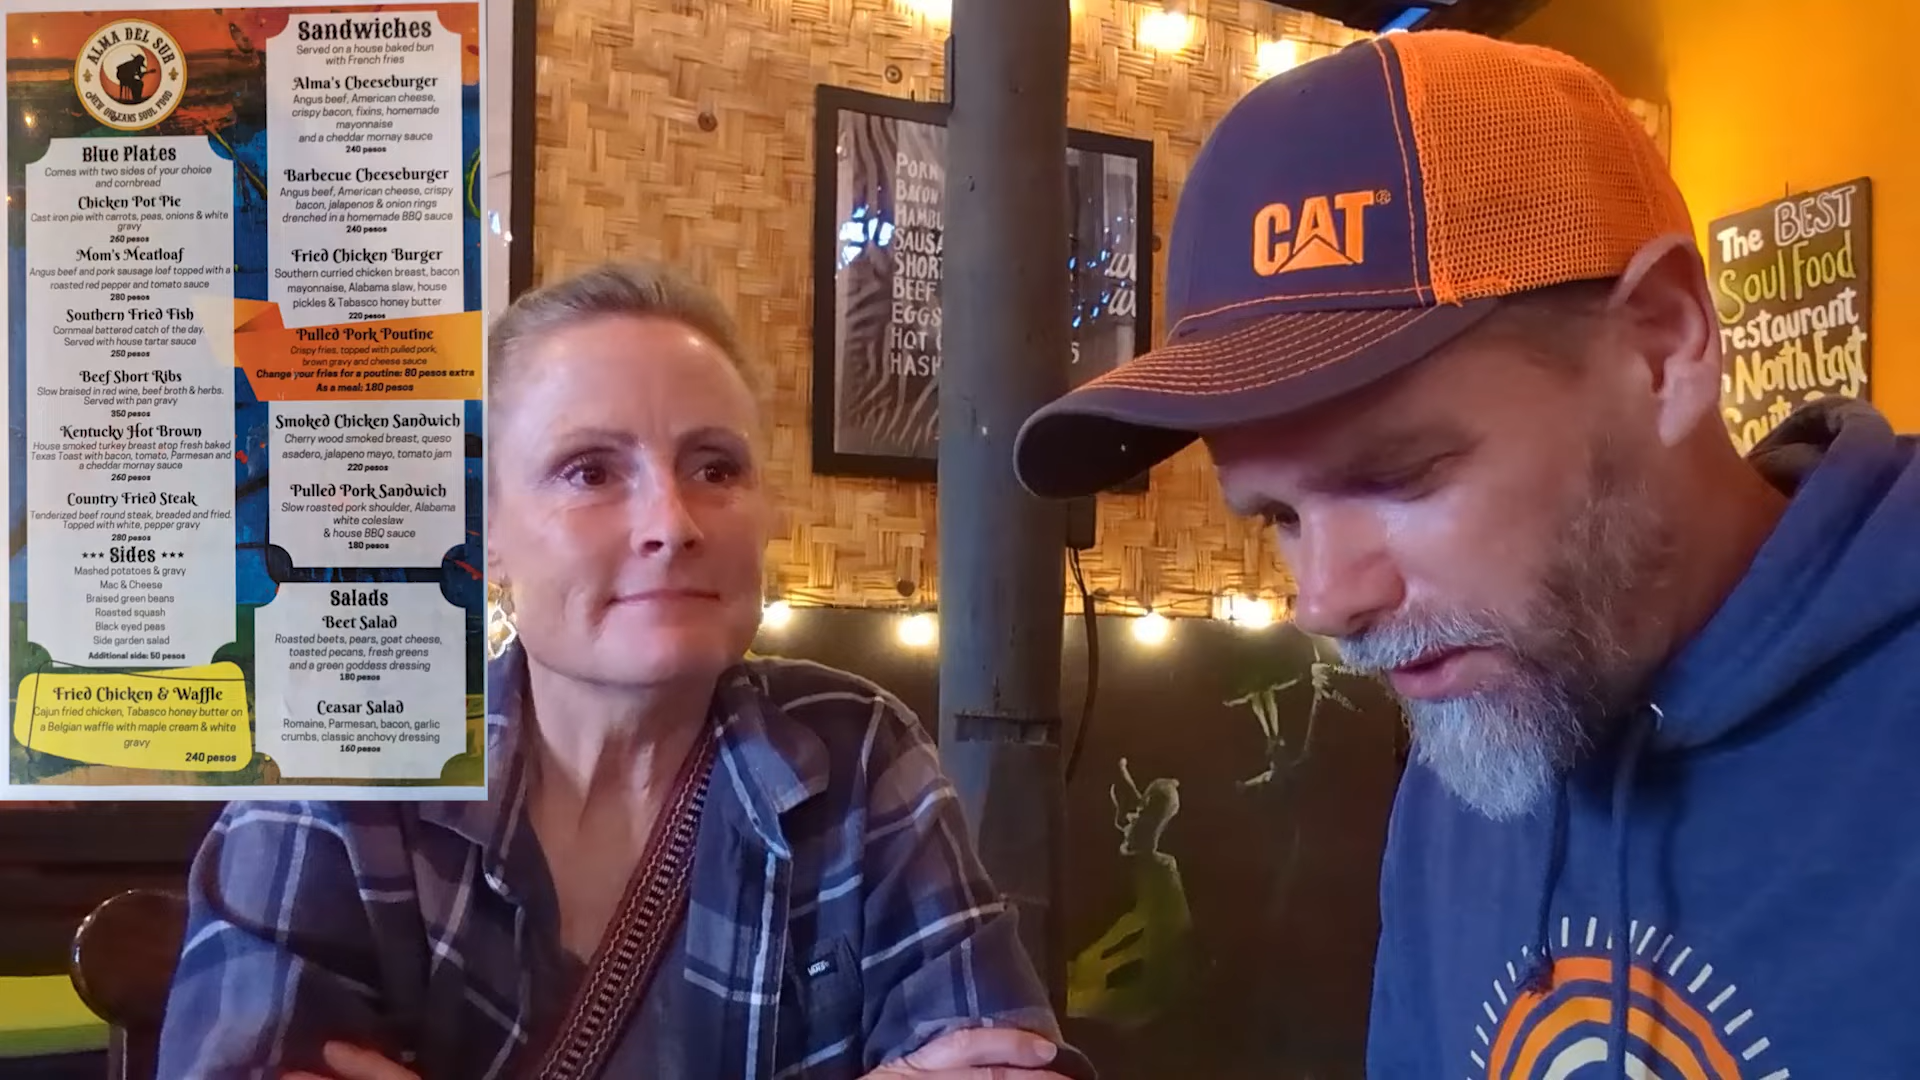 ALMA DEL SUR
NEW ORLEANS SOUL FOOD
Blue Plates
Comes with two sides of your choice
and cornbread
Chicken Pot Pie
Cast iron pie with carrots, peas, onions & white
gravy
260 pesos
Mom's Meatloaf
Angus beef and pork sausage loaf topped with a
roasted red pepper and tomato sauce
280 pesos
Southern Fried Fish
Cornmeal battered catch of the day.
Served with house tartar sauce
250 pesos
Beef Short Ribs
Slow braised in red wine, beef broth & herbs.
Served with pan gravy
350 pesos
Kentucky Hot Brown
House smoked turkey breast atop fresh baked
Texas Toast with bacon, tomato, Parmesan and
a cheddar mornay sauce
260 pesos
Country Fried Steak
Tenderized beef round steak, breaded and fried.
Topped with white, pepper gravy
280 pesos
*** Sides ***
Mashed potatoes & gravy
Mac & Cheese
Braised green beans
Roasted squash
Black eyed peas
Side garden salad
Additional side: 50 pesos
Fried Chicken & Waffle
Cajun fried chicken, Tabasco honey butter on
a Belgian waffle with maple cream & white
gravy
240 pesos
Sandwiches
Served on a house baked bun
with French fries
Alma's Cheeseburger
Angus beef, American cheese,
crispy bacon, fixins, homemade
mayonnaise
and a cheddar mornay sauce
240 pesos
Barbecue Cheeseburger
Angus beef, American cheese, crispy
bacon, jalapenos & onion rings
drenched in a homemade BBQ sauce
240 pesos
Fried Chicken Burger
Southern curried chicken breast, bacon
mayonnaise, Alabama slaw, house
pickles & Tabasco honey butter
220 pesos
Pulled Pork Poutine
Crispy fries, topped with pulled pork,
brown gravy and cheese sauce
Change your fries for a poutine: 80 pesos extra
As a meal: 180 pesos
Smoked Chicken Sandwich
Cherry wood smoked breast, queso
asadero, jalapeno mayo, tomato jam
220 pesos
Pulled Pork Sandwich
Slow roasted pork shoulder, Alabama
white coleslaw
& house BBQ sauce
180 pesos
Salads
Beet Salad
Roasted beets, pears, goat cheese,
toasted pecans, fresh greens
and a green goddess dressing
180 pesos
Ceasar Salad
Romaine, Parmesan, bacon, garlic
crumbs, classic anchovy dressing
160 pesos
PORN
BACON
HAMBU
SAUSA
SHOR
BEEF
EGGS
HOT
HASH
CAT®
The BEST
Soul Food
restaurant
North East
VANS